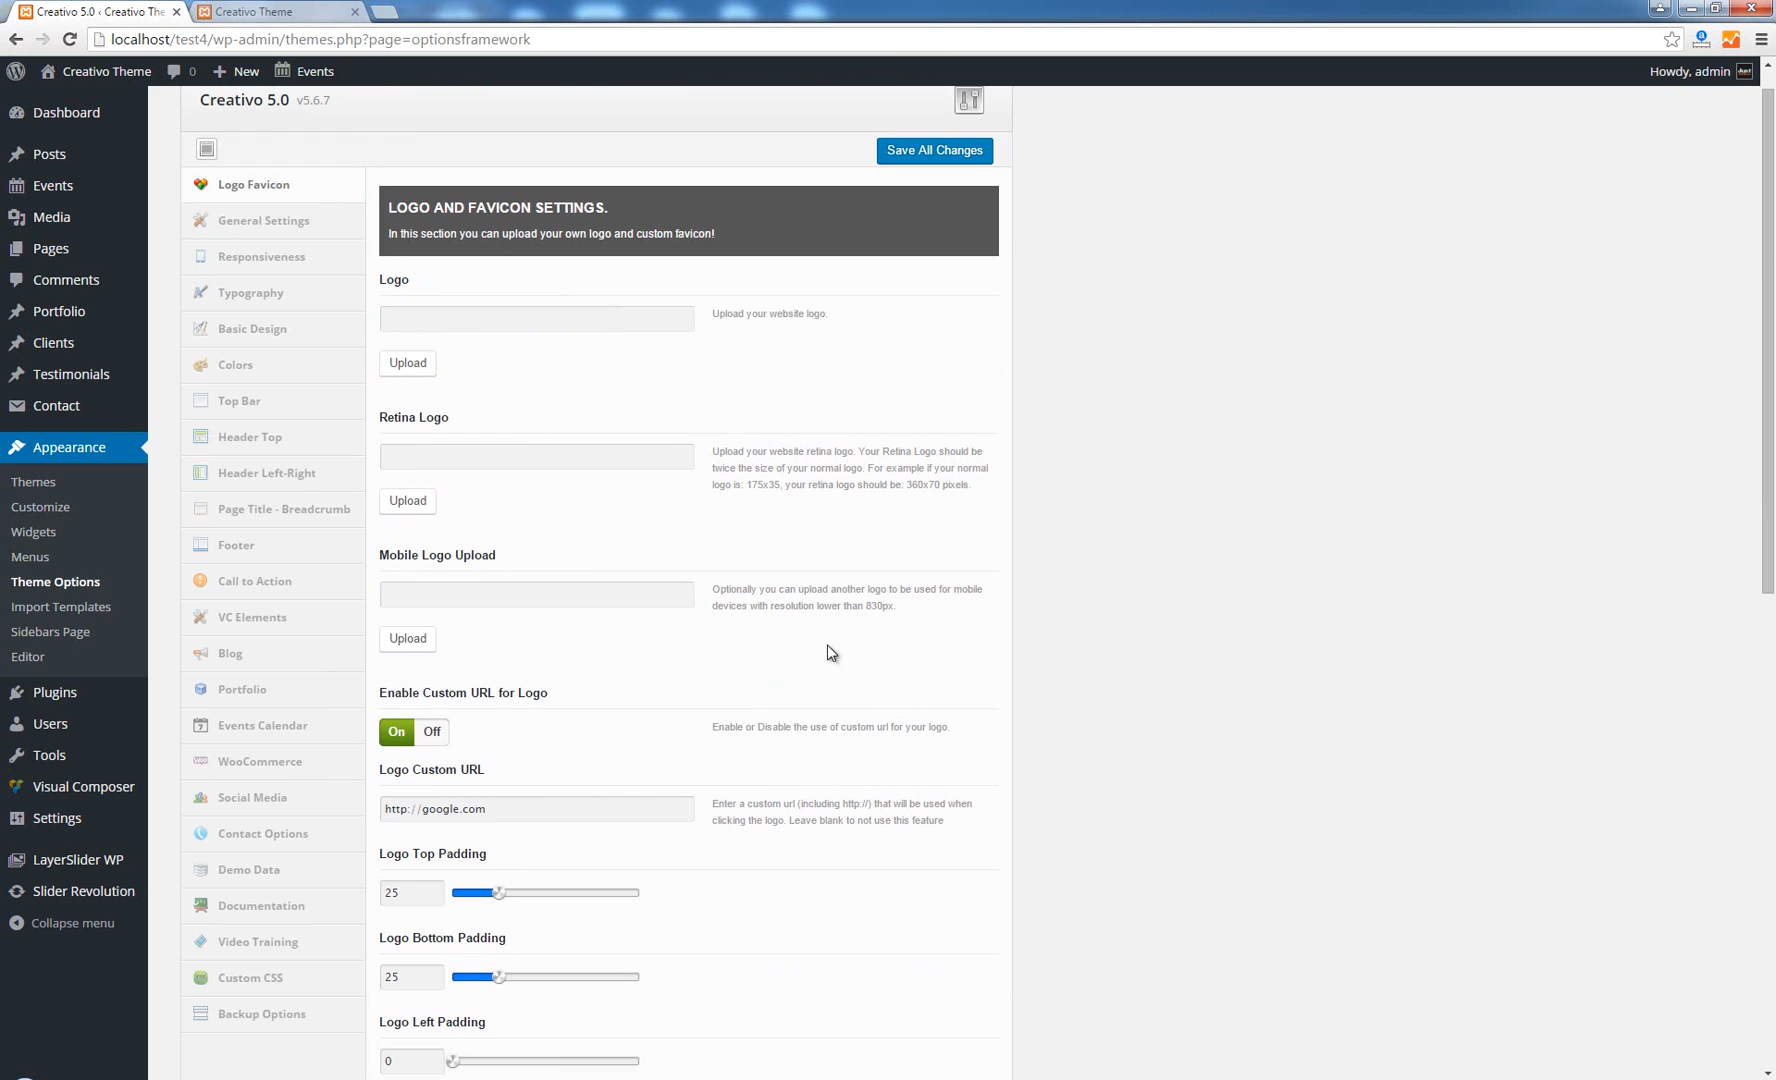 Creativo 5.0 ‹ Creativo The
Creativo Theme
localhost/test4/wp-admin/themes.php?page=optionsframework
Creativo Theme 0 New Events
Howdy, admin
Dashboard
Posts
Events
Media
Pages
Comments
Portfolio
Clients
Testimonials
Contact
Appearance
Themes
Customize
Widgets
Menus
Theme Options
Import Templates
Sidebars Page
Editor
Plugins
Users
Tools
Visual Composer
Settings
LayerSlider WP
Slider Revolution
Collapse menu
Creativo 5.0 v5.6.7
Save All Changes
Logo Favicon
General Settings
Responsiveness
Typography
Basic Design
Colors
Top Bar
Header Top
Header Left-Right
Page Title - Breadcrumb
Footer
Call to Action
VC Elements
Blog
Portfolio
Events Calendar
WooCommerce
Social Media
Contact Options
Demo Data
Documentation
Video Training
Custom CSS
Backup Options
LOGO AND FAVICON SETTINGS.
In this section you can upload your own logo and custom favicon!
Logo
Upload your website logo.
Upload
Retina Logo
Upload your website retina logo. Your Retina Logo should be
twice the size of your normal logo. For example if your normal
logo is: 175x35, your retina logo should be: 360x70 pixels.
Upload
Mobile Logo Upload
Optionally you can upload another logo to be used for mobile
devices with resolution lower than 830px.
Upload
Enable Custom URL for Logo
On Off
Enable or Disable the use of custom url for your logo.
Logo Custom URL
http://google.com
Enter a custom url (including http://) that will be used when
clicking the logo. Leave blank to not use this feature
Logo Top Padding
25
Logo Bottom Padding
25
Logo Left Padding
0